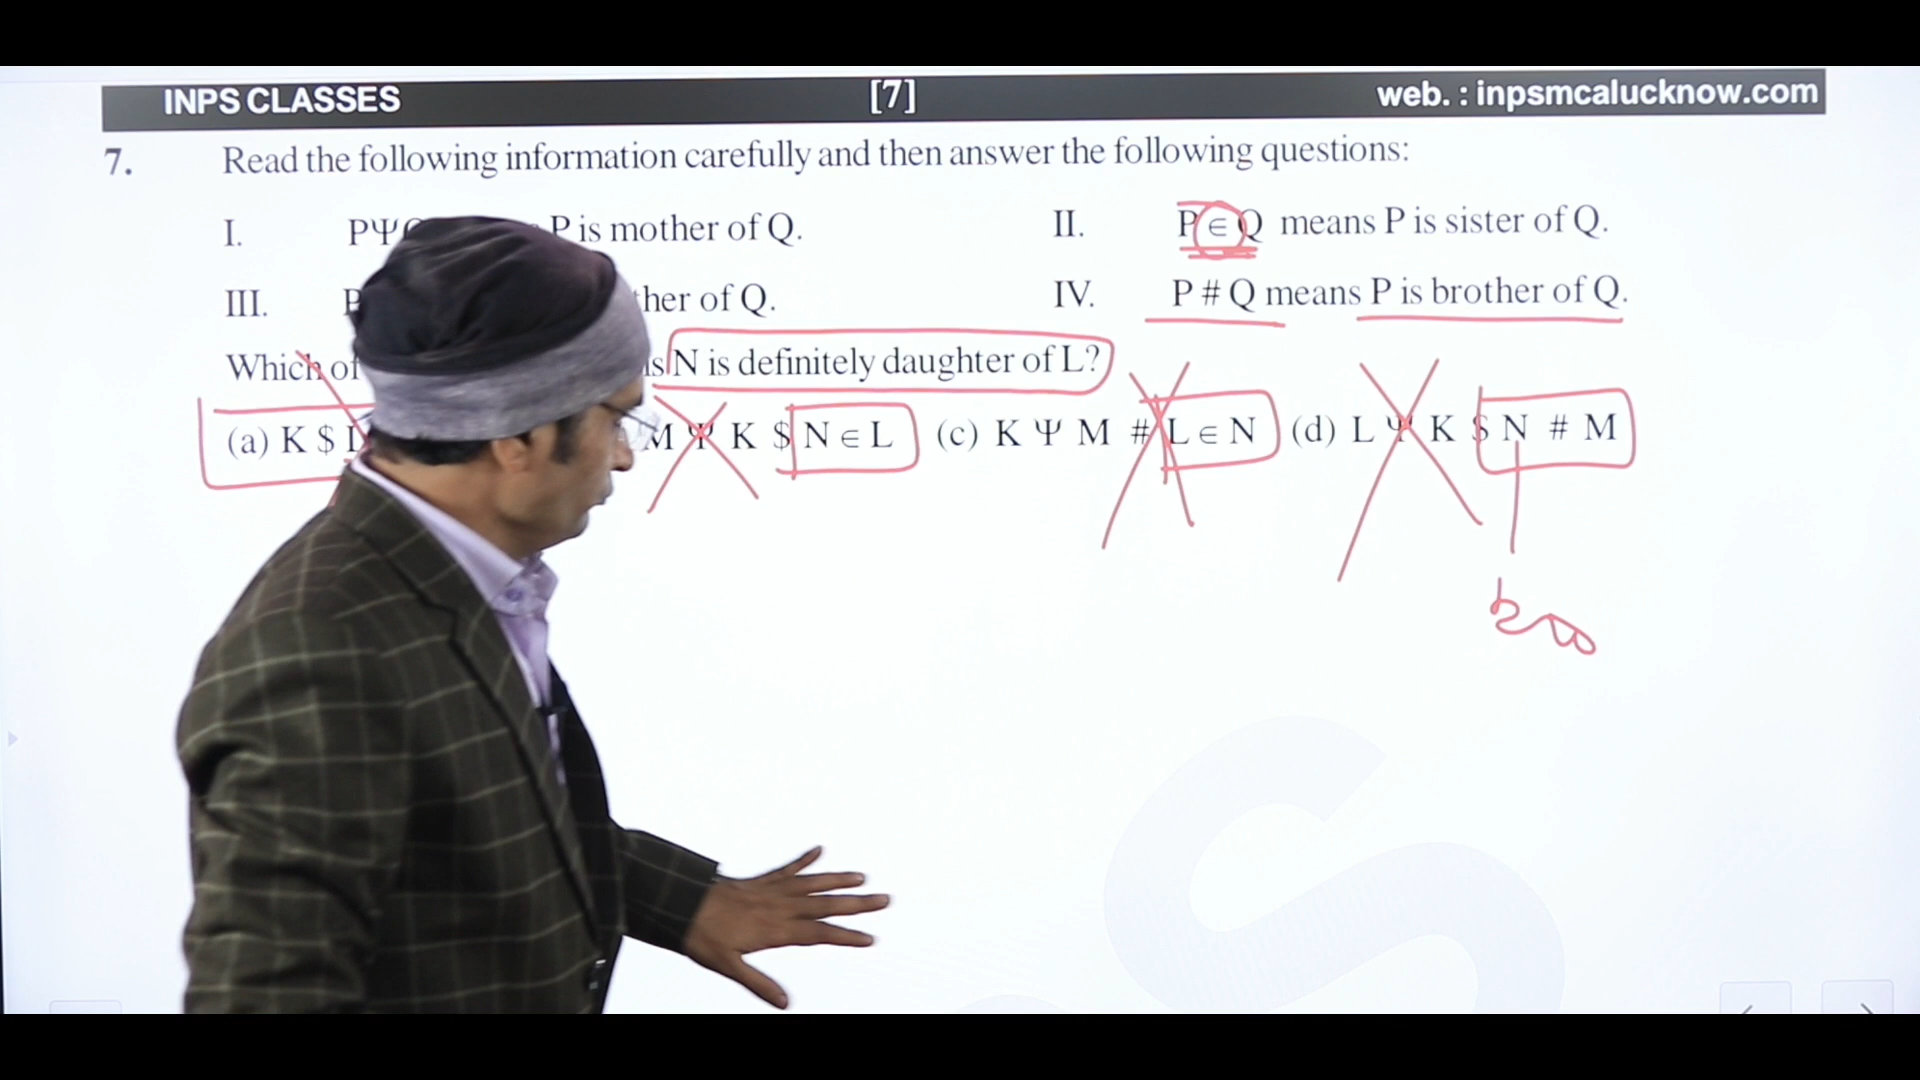 INPS CLASSES [7] web. : inpsmcalucknow.com
7. Read the following information carefully and then answer the following questions:
I. PΨ P is mother of Q. II. P ∈ Q means P is sister of Q.
III. of Q. IV. P # Q means P is brother of Q.
Which of N is definitely daughter of L?
(a) K $ M Ψ K $ N ∈ L (c) K Ψ M # L ∈ N (d) L Ψ K $ N # M
bro